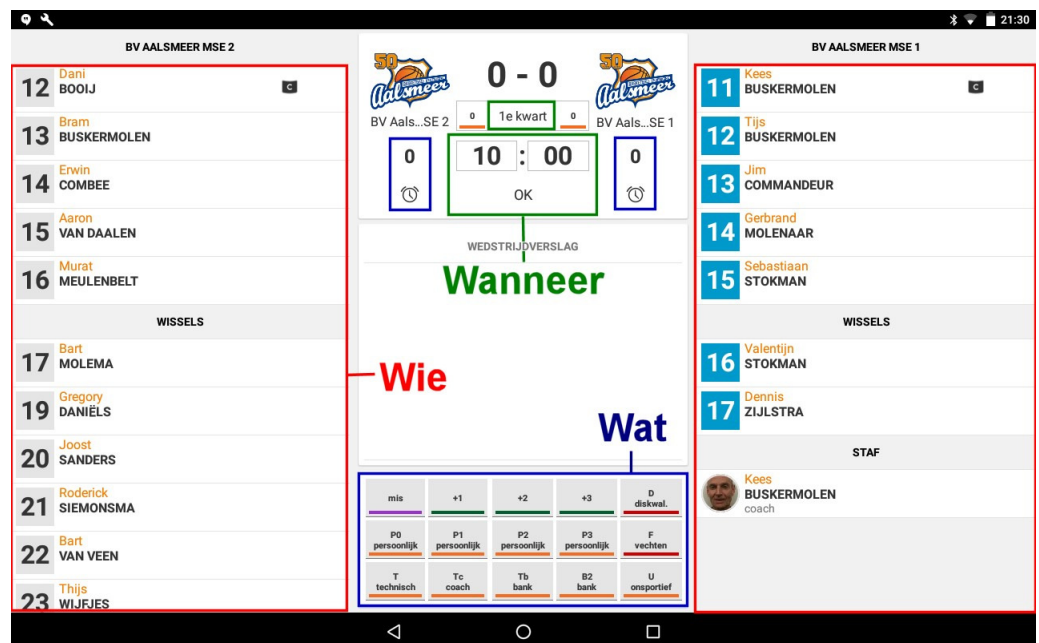 21:30
BV AALSMEER MSE 2
12 Dani
BOOIJ
C
13 Bram
BUSKERMOLEN
14 Erwin
COMBEE
15 Aaron
VAN DAALEN
16 Murat
MEULENBELT
WISSELS
17 Bart
MOLEMA
19 Gregory
DANIËLS
20 Joost
SANDERS
21 Roderick
SIEMONSMA
22 Bart
VAN VEEN
23 Thijs
WIJFJES
Wie
50
Aalsmeer
0 - 0
50
Aalsmeer
BV Aals...SE 2
0
1e kwart
0
BV Aals...SE 1
0
10 : 00
0
OK
WEDSTRIJDVERSLAG
Wanneer
Wat
mis
+1
+2
+3
D
diskwal.
P0
persoonlijk
P1
persoonlijk
P2
persoonlijk
P3
persoonlijk
F
vechten
T
technisch
Tc
coach
Tb
bank
B2
bank
U
onsportief
BV AALSMEER MSE 1
11 Kees
BUSKERMOLEN
C
12 Tijs
BUSKERMOLEN
13 Jim
COMMANDEUR
14 Gerbrand
MOLENAAR
15 Sebastiaan
STOKMAN
WISSELS
16 Valentijn
STOKMAN
17 Dennis
ZIJLSTRA
STAF
Kees
BUSKERMOLEN
coach